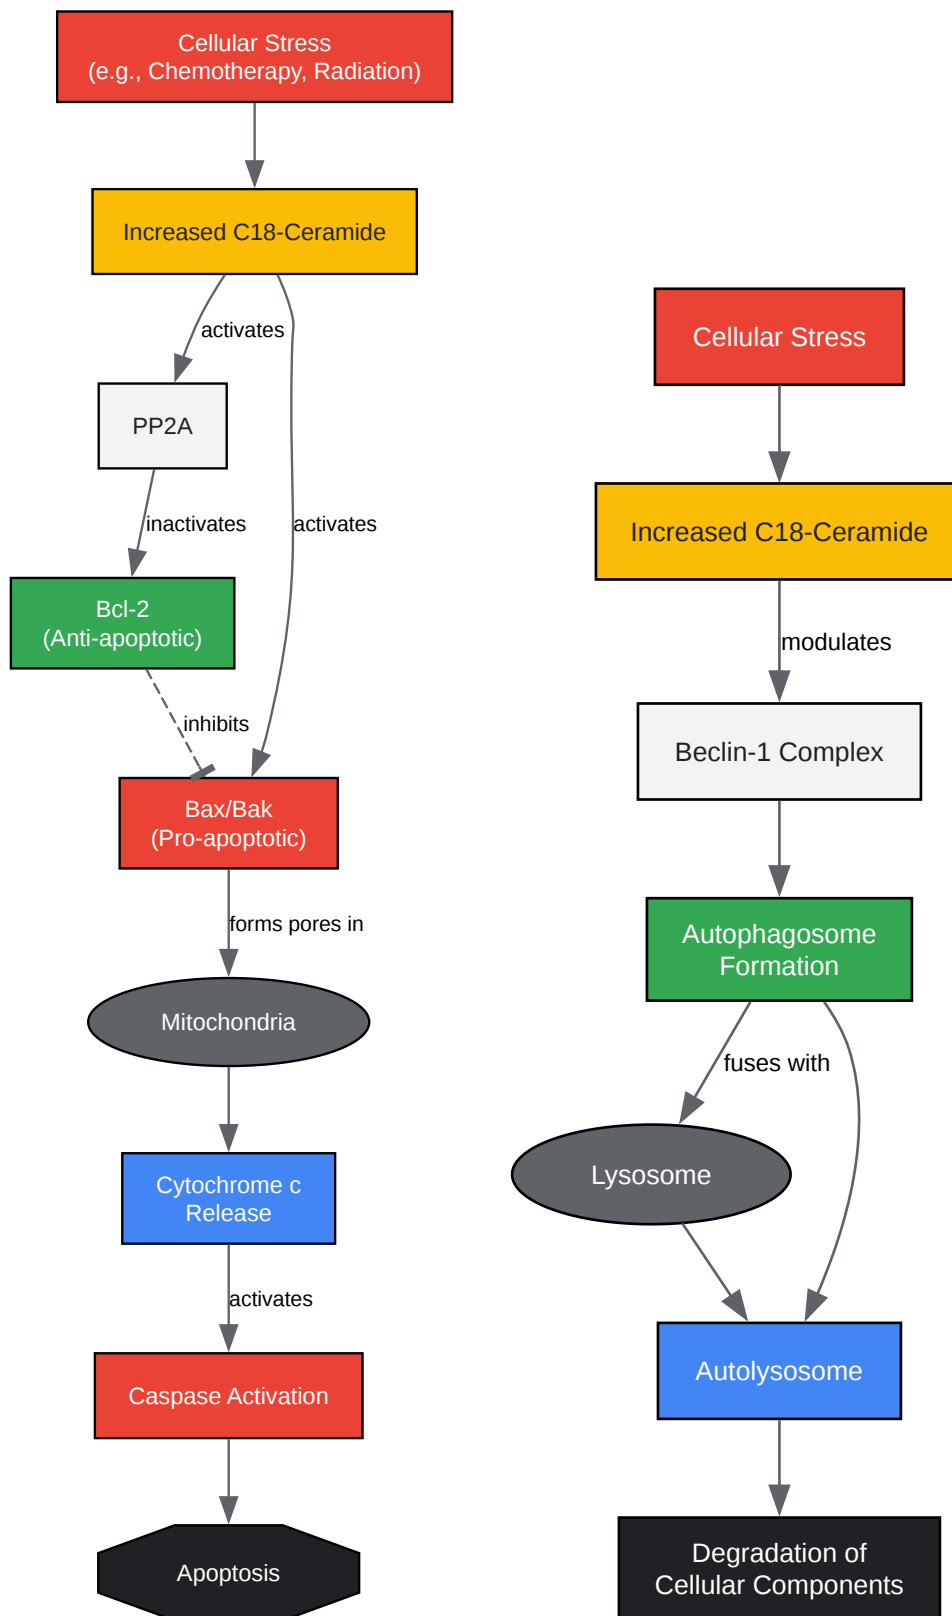 Cellular Stress
(e.g., Chemotherapy, Radiation)
Increased C18-Ceramide
activates
PP2A
inactivates
activates
Bcl-2
(Anti-apoptotic)
inhibits
Bax/Bak
(Pro-apoptotic)
forms pores in
Mitochondria
Cytochrome c
Release
activates
Caspase Activation
Apoptosis
Cellular Stress
Increased C18-Ceramide
modulates
Beclin-1 Complex
Autophagosome
Formation
fuses with
Lysosome
Autolysosome
Degradation of
Cellular Components